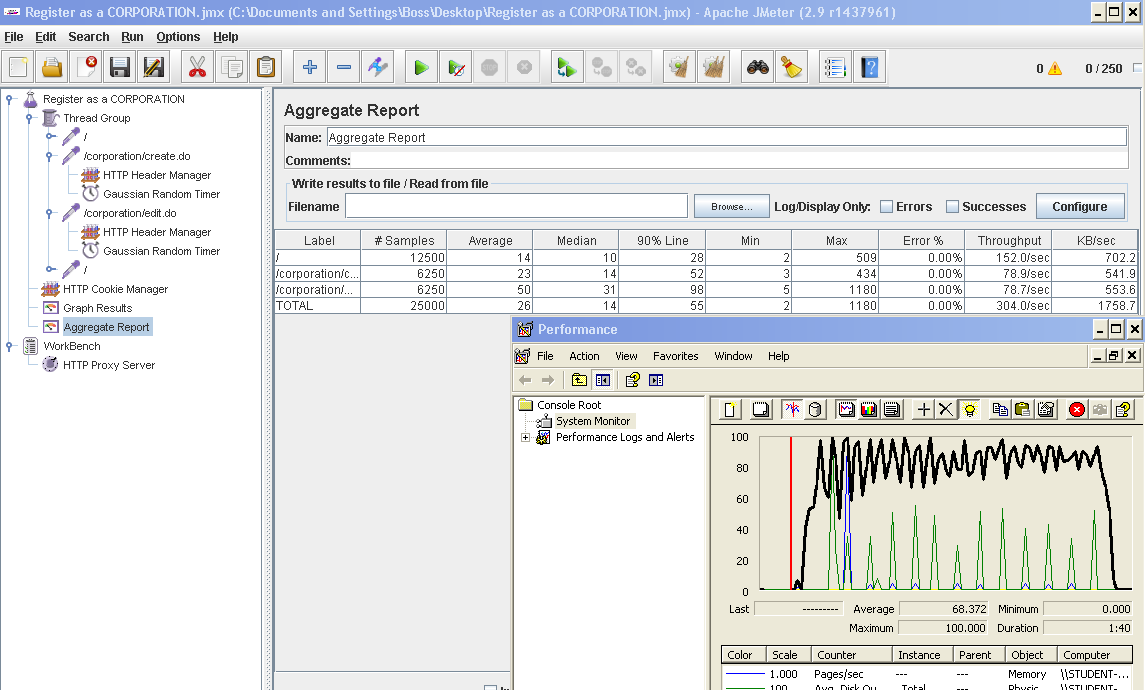 Register as a CORPORATION.jmx (C:\Documents and Settings\Boss\Desktop\Register as a CORPORATION.jmx) - Apache JMeter (2.9 r1437961)
File Edit Search Run Options Help
0 0 / 250
Register as a CORPORATION
Thread Group
/
/corporation/create.do
HTTP Header Manager
Gaussian Random Timer
/corporation/edit.do
HTTP Header Manager
Gaussian Random Timer
/
HTTP Cookie Manager
Graph Results
Aggregate Report
WorkBench
HTTP Proxy Server
Aggregate Report
Name: Aggregate Report
Comments:
Write results to file / Read from file
Filename Browse... Log/Display Only: Errors Successes Configure
Label # Samples Average Median 90% Line Min Max Error % Throughput KB/sec
/ 12500 14 10 28 2 509 0.00% 152.0/sec 702.2
/corporation/c... 6250 23 14 52 3 434 0.00% 78.9/sec 541.9
/corporation/... 6250 50 31 98 5 1180 0.00% 78.7/sec 553.6
TOTAL 25000 26 14 55 2 1180 0.00% 304.0/sec 1758.7
Performance
File Action View Favorites Window Help
Console Root
System Monitor
Performance Logs and Alerts
100
80
60
40
20
0
Last --------- Average 68.372 Minimum 0.000
Maximum 100.000 Duration 1:40
Color Scale Counter Instance Parent Object Computer
1.000 Pages/sec --- --- Memory \\STUDENT-...
100 Avg. Disk Qu Total --- Physic \\STUDENT-